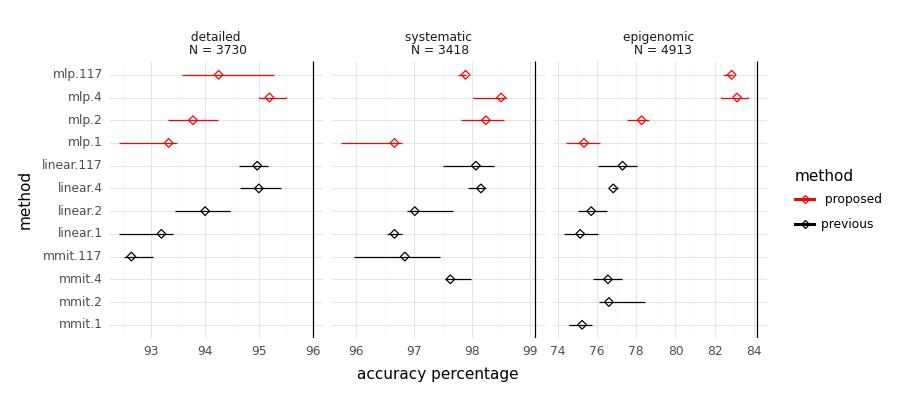 detailed
N = 3730
systematic
N = 3418
epigenomic
N = 4913
mlp.117
mlp.4
mlp.2
mlp.1
linear.117
linear.4
linear.2
linear.1
mmit.117
mmit.4
mmit.2
mmit.1
method
93 94 95 96
96 97 98 99
74 76 78 80 82 84
accuracy percentage
method
proposed
previous